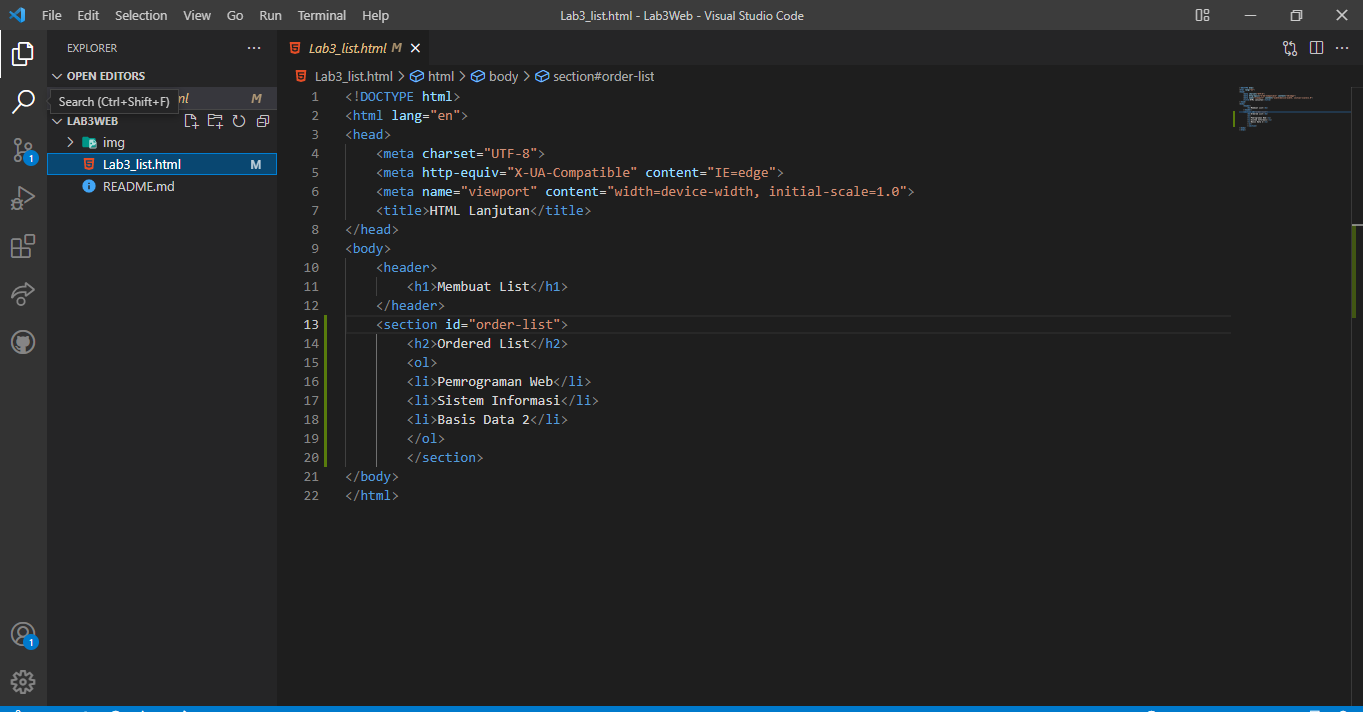 File Edit Selection View Go Run Terminal Help Lab3_list.html - Lab3Web - Visual Studio Code
EXPLORER
OPEN EDITORS
Search (Ctrl+Shift+F) ml M
LAB3WEB
img
Lab3_list.html M
README.md
1
1
Lab3_list.html M
Lab3_list.html > html > body > section#order-list
1 <!DOCTYPE html>
2 <html lang="en">
3 <head>
4 <meta charset="UTF-8">
5 <meta http-equiv="X-UA-Compatible" content="IE=edge">
6 <meta name="viewport" content="width=device-width, initial-scale=1.0">
7 <title>HTML Lanjutan</title>
8 </head>
9 <body>
10 <header>
11 <h1>Membuat List</h1>
12 </header>
13 <section id="order-list">
14 <h2>Ordered List</h2>
15 <ol>
16 <li>Pemrograman Web</li>
17 <li>Sistem Informasi</li>
18 <li>Basis Data 2</li>
19 </ol>
20 </section>
21 </body>
22 </html>